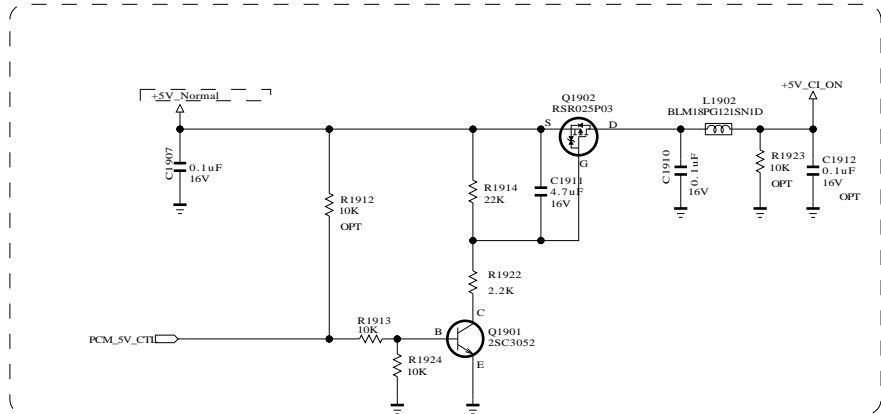 +5V_Normal
C1907
0.1uF
16V
R1912
10K
OPT
R1914
22K
C1911
4.7uF
16V
Q1902
RSR025P03
S
D
G
L1902
BLM18PG121SN1D
+5V_CI_ON
C1910
0.1uF
16V
R1923
10K
OPT
C1912
0.1uF
16V
OPT
R1922
2.2K
PCM_5V_CTL
R1913
10K
R1924
10K
B
C
E
Q1901
2SC3052